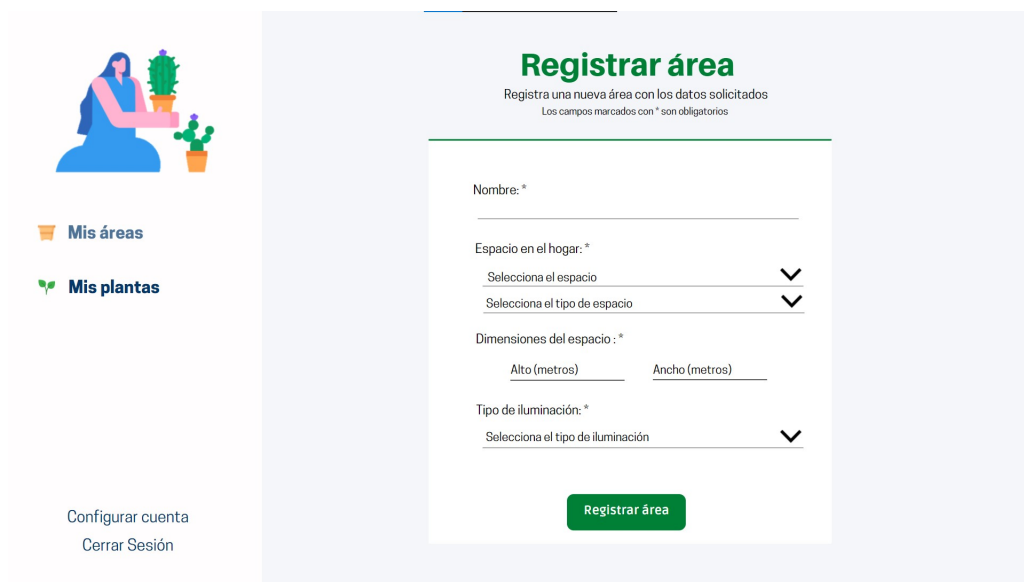 Mis áreas
Mis plantas
Configurar cuenta
Cerrar Sesión
Registrar área
Registra una nueva área con los datos solicitados
Los campos marcados con * son obligatorios
Nombre: *
Espacio en el hogar: *
Selecciona el espacio
Selecciona el tipo de espacio
Dimensiones del espacio : *
Alto (metros) Ancho (metros)
Tipo de iluminación: *
Selecciona el tipo de iluminación
Registrar área